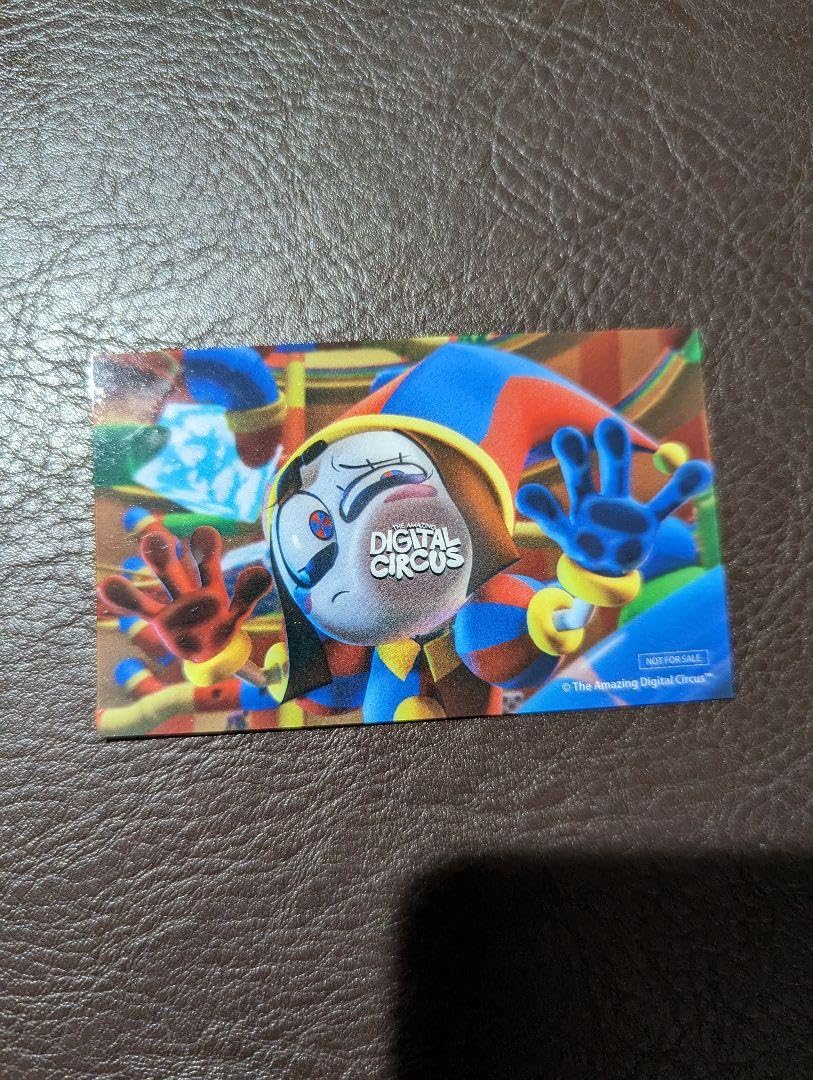 THE AMAZING
DIGITAL
CIRCUS
NOT FOR SALE
© The Amazing Digital Circus™